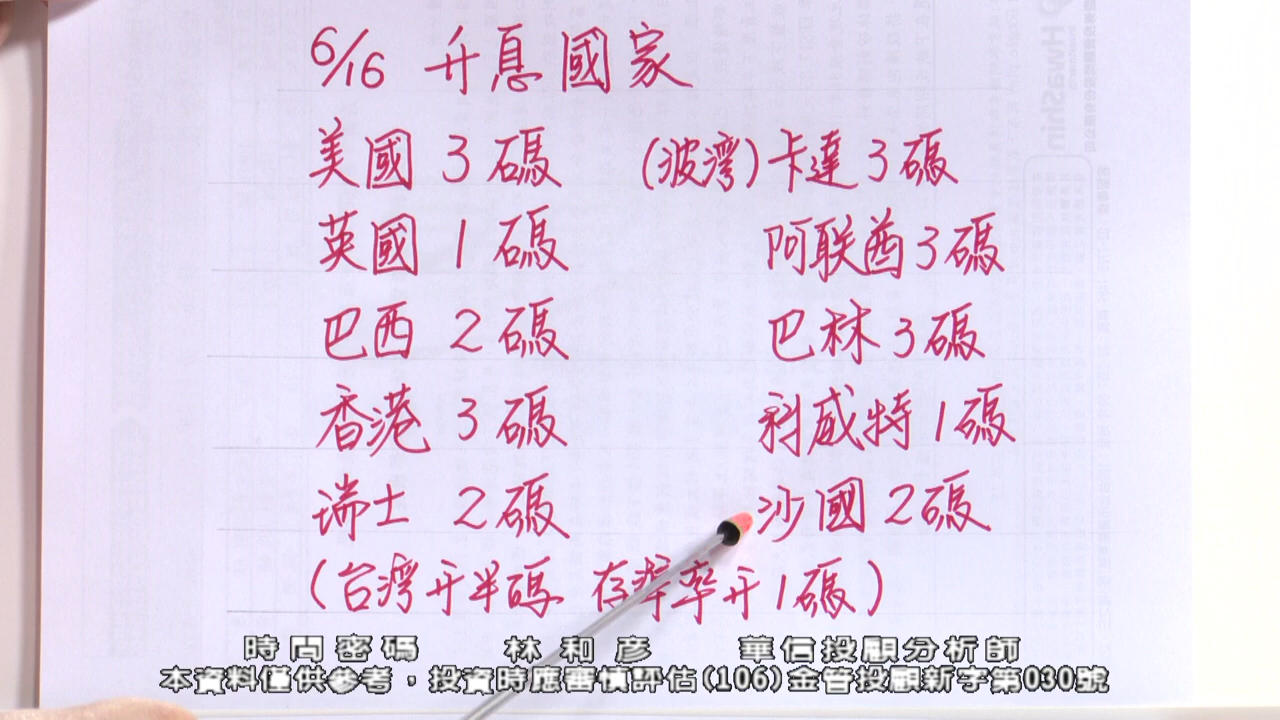 6/16 升息國家
美國 3 碼 (波灣)卡達 3 碼
英國 1 碼 阿联酋 3 碼
巴西 2 碼 巴林 3 碼
香港 3 碼 科威特 1 碼
瑞士 2 碼 沙國 2 碼
(台灣升半碼 存準率升 1 碼)
HwaShin
時間密碼 林和彥 華信投顧分析師
本資料僅供參考,投資時應審慎評估(106)金管投顧新字第030號